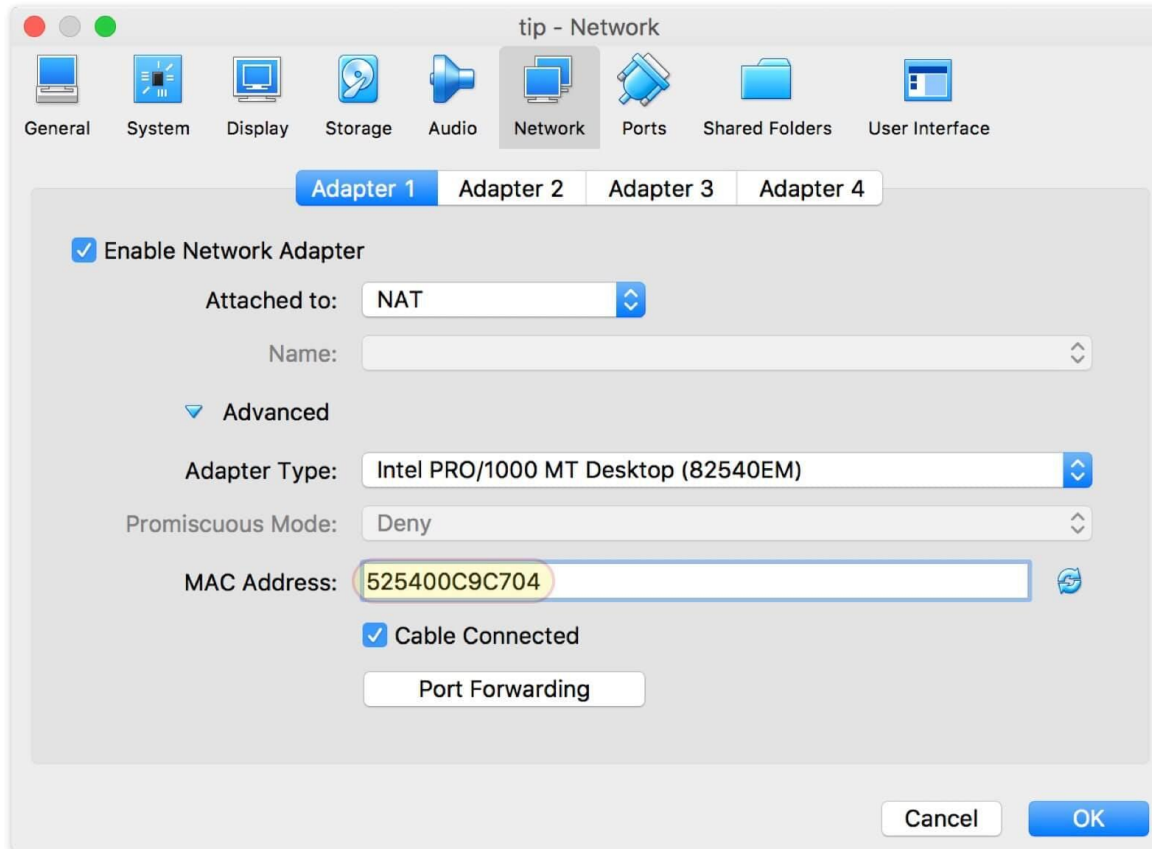 tip - Network
General System Display Storage Audio Network Ports Shared Folders User Interface
Adapter 1 Adapter 2 Adapter 3 Adapter 4
Enable Network Adapter
Attached to: NAT
Name:
Advanced
Adapter Type: Intel PRO/1000 MT Desktop (82540EM)
Promiscuous Mode: Deny
MAC Address: 525400C9C704
Cable Connected
Port Forwarding
Cancel OK